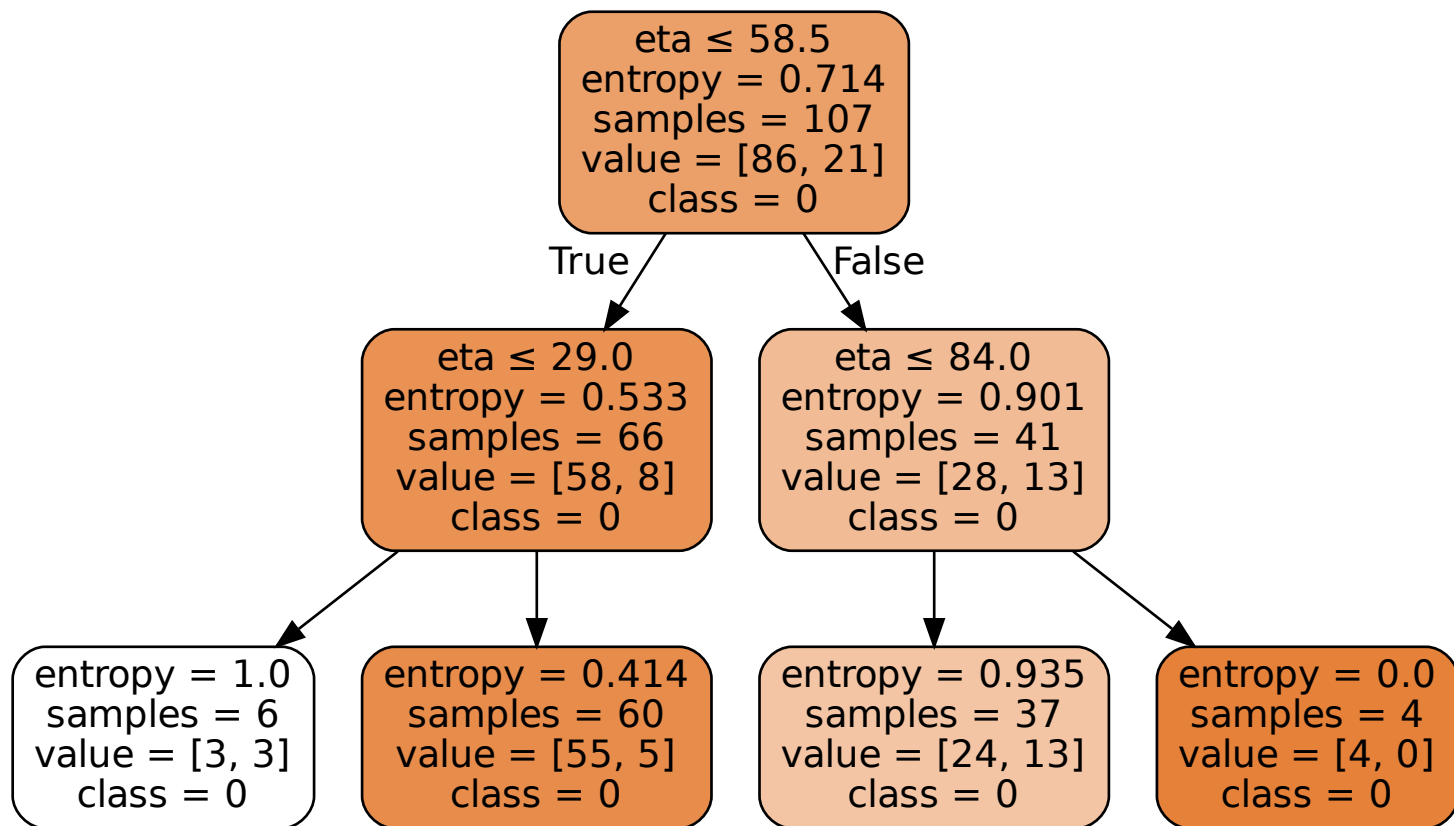 eta ≤ 58.5
entropy = 0.714
samples = 107
value = [86, 21]
class = 0
True
False
eta ≤ 29.0
entropy = 0.533
samples = 66
value = [58, 8]
class = 0
eta ≤ 84.0
entropy = 0.901
samples = 41
value = [28, 13]
class = 0
entropy = 1.0
samples = 6
value = [3, 3]
class = 0
entropy = 0.414
samples = 60
value = [55, 5]
class = 0
entropy = 0.935
samples = 37
value = [24, 13]
class = 0
entropy = 0.0
samples = 4
value = [4, 0]
class = 0